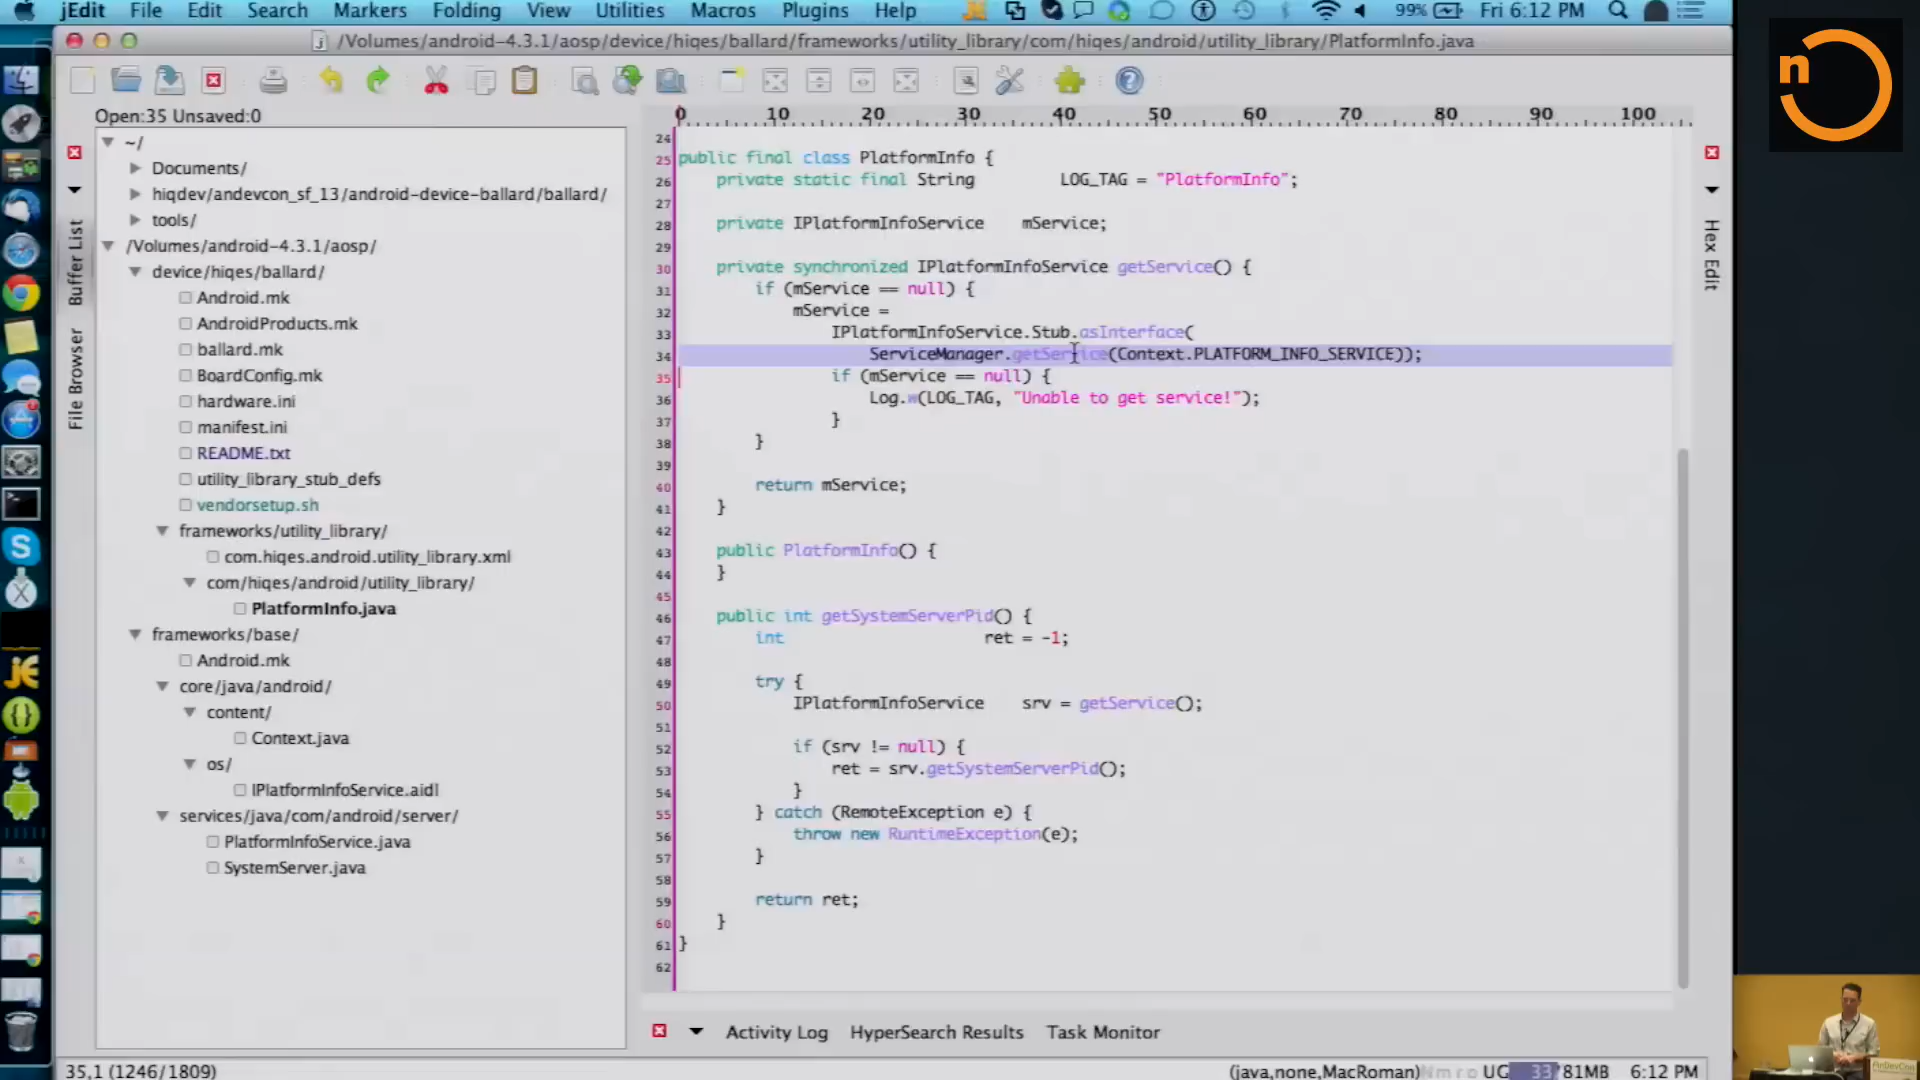 jEdit File Edit Search Markers Folding View Utilities Macros Plugins Help 99% Fri 6:12 PM
/Volumes/android-4.3.1/aosp/device/hiqes/ballard/frameworks/utility_library/com/hiqes/android/utility_library/PlatformInfo.java
n
Open:35 Unsaved:0
~/
Documents/
hiqdev/andevcon_sf_13/android-device-ballard/ballard/
tools/
/Volumes/android-4.3.1/aosp/
device/hiqes/ballard/
Android.mk
AndroidProducts.mk
ballard.mk
BoardConfig.mk
hardware.ini
manifest.ini
README.txt
utility_library_stub_defs
vendorsetup.sh
frameworks/utility_library/
com.hiqes.android.utility_library.xml
com/hiqes/android/utility_library/
PlatformInfo.java
frameworks/base/
Android.mk
core/java/android/
content/
Context.java
os/
IPlatformInfoService.aidl
services/java/com/android/server/
PlatformInfoService.java
SystemServer.java
Buffer List
File Browser
0 10 20 30 40 50 60 70 80 90 100
24
25 public final class PlatformInfo {
26 private static final String LOG_TAG = "PlatformInfo";
27
28 private IPlatformInfoService mService;
29
30 private synchronized IPlatformInfoService getService() {
31 if (mService == null) {
32 mService =
33 IPlatformInfoService.Stub.asInterface(
34 ServiceManager.getService(Context.PLATFORM_INFO_SERVICE));
35 if (mService == null) {
36 Log.w(LOG_TAG, "Unable to get service!");
37 }
38 }
39
40 return mService;
41 }
42
43 public PlatformInfo() {
44 }
45
46 public int getSystemServerPid() {
47 int ret = -1;
48
49 try {
50 IPlatformInfoService srv = getService();
51
52 if (srv != null) {
53 ret = srv.getSystemServerPid();
54 }
55 } catch (RemoteException e) {
56 throw new RuntimeException(e);
57 }
58
59 return ret;
60 }
61 }
62
Hex Edit
Activity Log HyperSearch Results Task Monitor
35,1 (1246/1809)
(java,none,MacRoman) N m r o UG 33/81MB 6:12 PM
AnDevCon